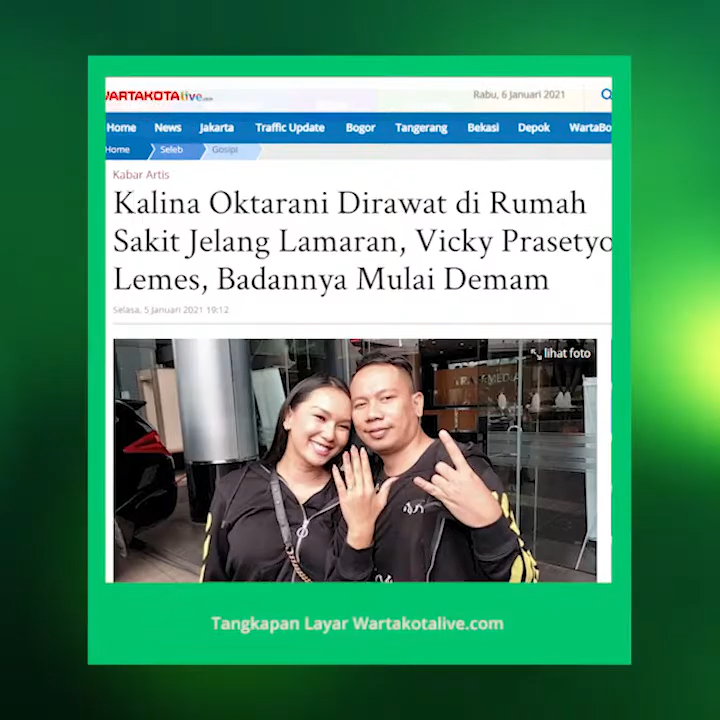 WARTAKOTAlive.com
Rabu, 6 Januari 2021
Home News Jakarta Traffic Update Bogor Tangerang Bekasi Depok WartaBo
Home Seleb Gosipi
Kabar Artis
Kalina Oktarani Dirawat di Rumah
Sakit Jelang Lamaran, Vicky Prasetyo
Lemes, Badannya Mulai Demam
Selasa, 5 Januari 2021 19:12
lihat foto
Tangkapan Layar Wartakotalive.com